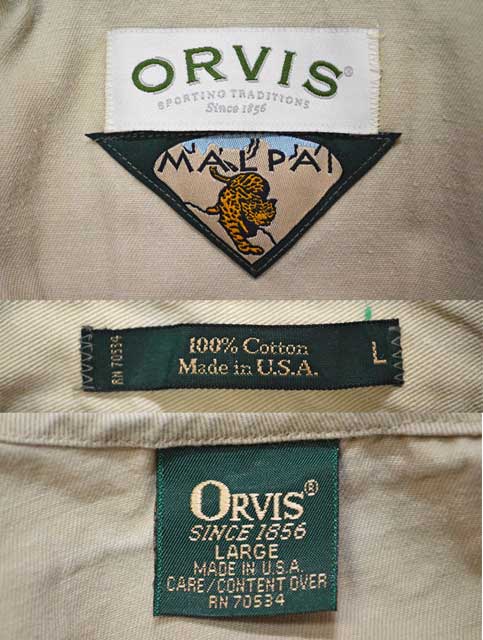 ORVIS®
SPORTING TRADITIONS
Since 1856
MALPAI
RN 70534
100% Cotton
Made in U.S.A.
L
ORVIS®
SINCE 1856
LARGE
MADE IN U.S.A.
CARE/CONTENT OVER
RN 70534